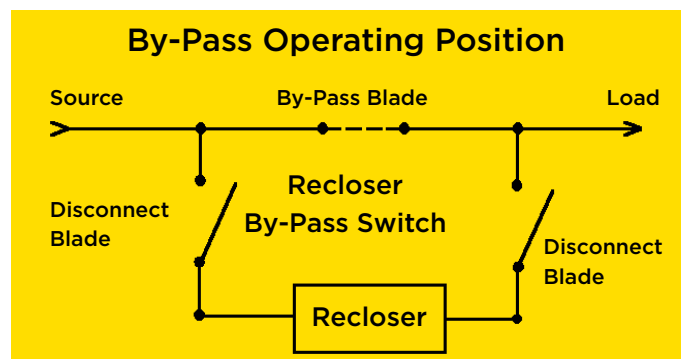 By-Pass Operating Position
Source
By-Pass Blade
Load
Recloser
By-Pass Switch
Disconnect
Blade
Disconnect
Blade
Recloser